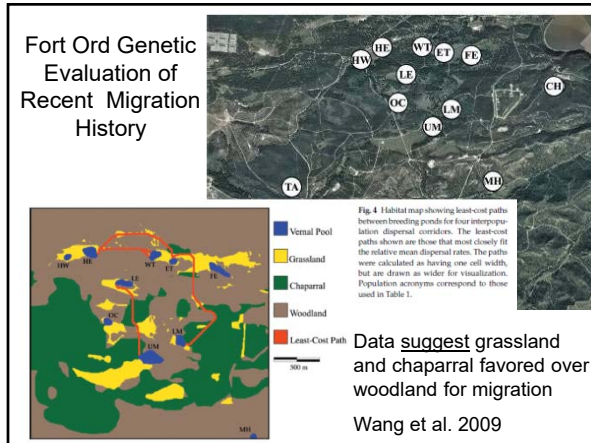 Fort Ord Genetic
Evaluation of
Recent Migration
History
HE
WT
ET
FE
HW
LE
CH
OC
LM
UM
TA
MH
Fig. 4 Habitat map showing least-cost paths
between breeding ponds for four interpop-
ulation dispersal corridors. The least-cost
paths shown are those that most closely fit
the relative mean dispersal rates. The paths
were calculated as having one cell width,
but are drawn as wider for visualization.
Population acronyms correspond to those
used in Table 1.
HW
HE
WT
ET
FE
LE
OC
LM
UM
MH
Vernal Pool
Grassland
Chaparral
Woodland
Least-Cost Path
500 m
Data suggest grassland
and chaparral favored over
woodland for migration
Wang et al. 2009